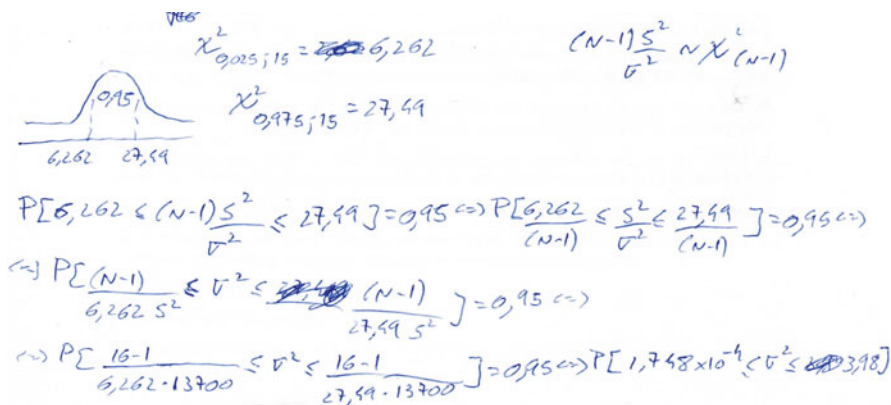 χ²0,025;15 = 6,262
(N-1) S²/σ² ~ χ²(N-1)
0,95
χ²0,975;15 = 27,49
6,262 27,49
P[6,262 ≤ (N-1) S²/σ² ≤ 27,49] = 0,95 <=> P[6,262/(N-1) ≤ S²/σ² ≤ 27,49/(N-1)] = 0,95 <=>
<=> P[(N-1)/(6,262 S²) ≤ σ² ≤ (N-1)/(27,49 S²)] = 0,95 <=>
<=> P[16-1/(6,262·13700) ≤ σ² ≤ 16-1/(27,49·13700)] = 0,95 <=> P[1,748x10⁻⁴ ≤ σ² ≤ 3,98]